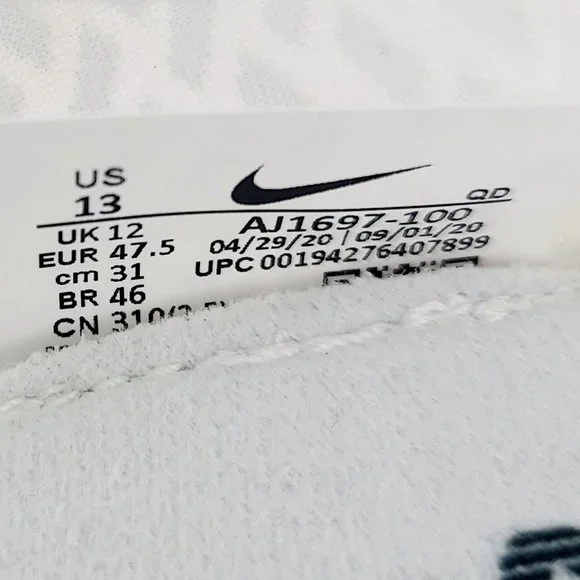 US
13
QD
UK 12
AJ1697-100
EUR 47.5
04/29/20 | 09/01/20
cm 31
UPC 00194276407899
BR 46
CN 310